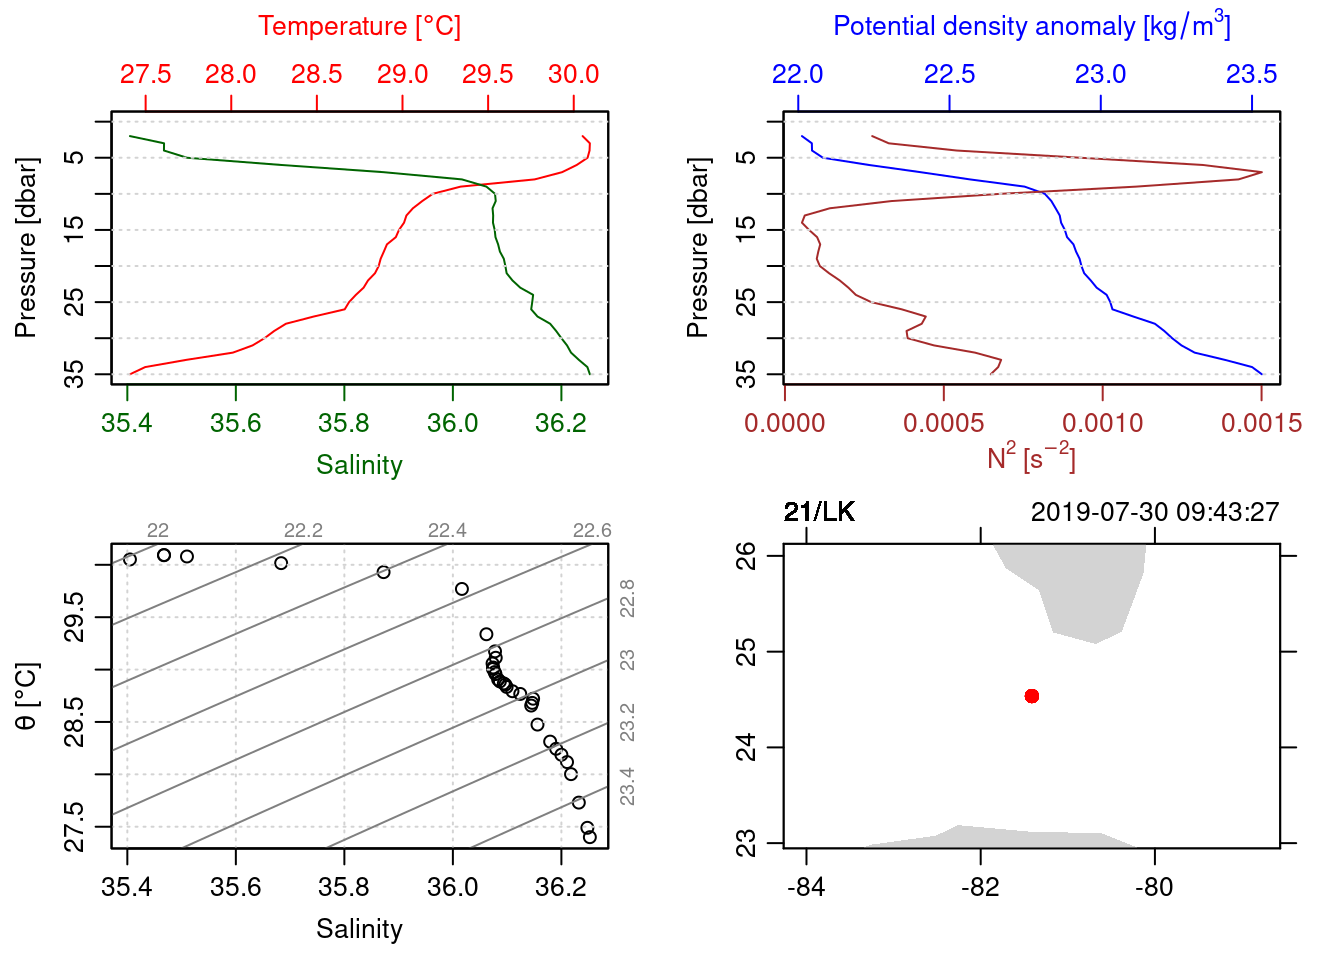 Temperature [°C]
27.5 28.0 28.5 29.0 29.5 30.0
Pressure [dbar]
5 15 25 35
35.4 35.6 35.8 36.0 36.2
Salinity
Potential density anomaly [kg/m³]
22.0 22.5 23.0 23.5
Pressure [dbar]
5 15 25 35
0.0000 0.0005 0.0010 0.0015
N² [s⁻²]
22 22.2 22.4 22.6
22.8
23
23.2
23.4
θ [°C]
29.5
28.5
27.5
35.4 35.6 35.8 36.0 36.2
Salinity
21/LK 2019-07-30 09:43:27
26
25
24
23
-84 -82 -80